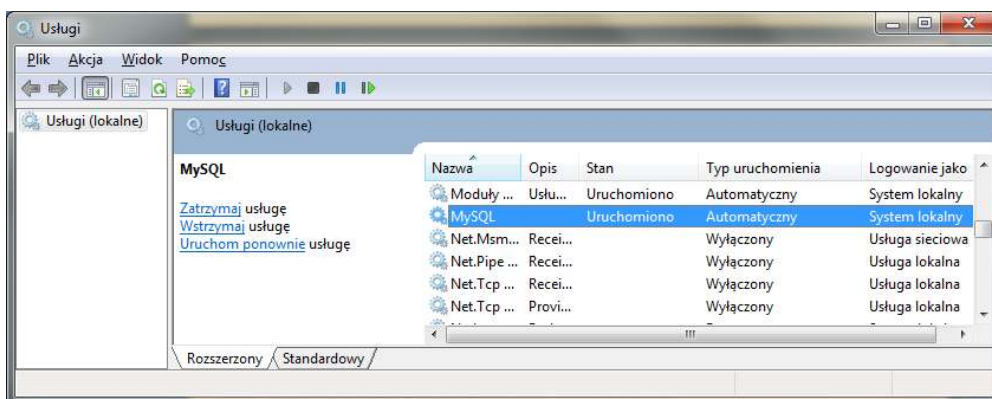 Usługi
Plik Akcja Widok Pomoc
Usługi (lokalne)
Usługi (lokalne)
MySQL
Zatrzymaj usługę
Wstrzymaj usługę
Uruchom ponownie usługę
Nazwa Opis Stan Typ uruchomienia Logowanie jako
Moduły ... Usłu... Uruchomiono Automatyczny System lokalny
MySQL Uruchomiono Automatyczny System lokalny
Net.Msm... Recei... Wyłączony Usługa sieciowa
Net.Pipe ... Recei... Wyłączony Usługa lokalna
Net.Tcp ... Recei... Wyłączony Usługa lokalna
Net.Tcp ... Provi... Wyłączony Usługa lokalna
Rozszerzony Standardowy